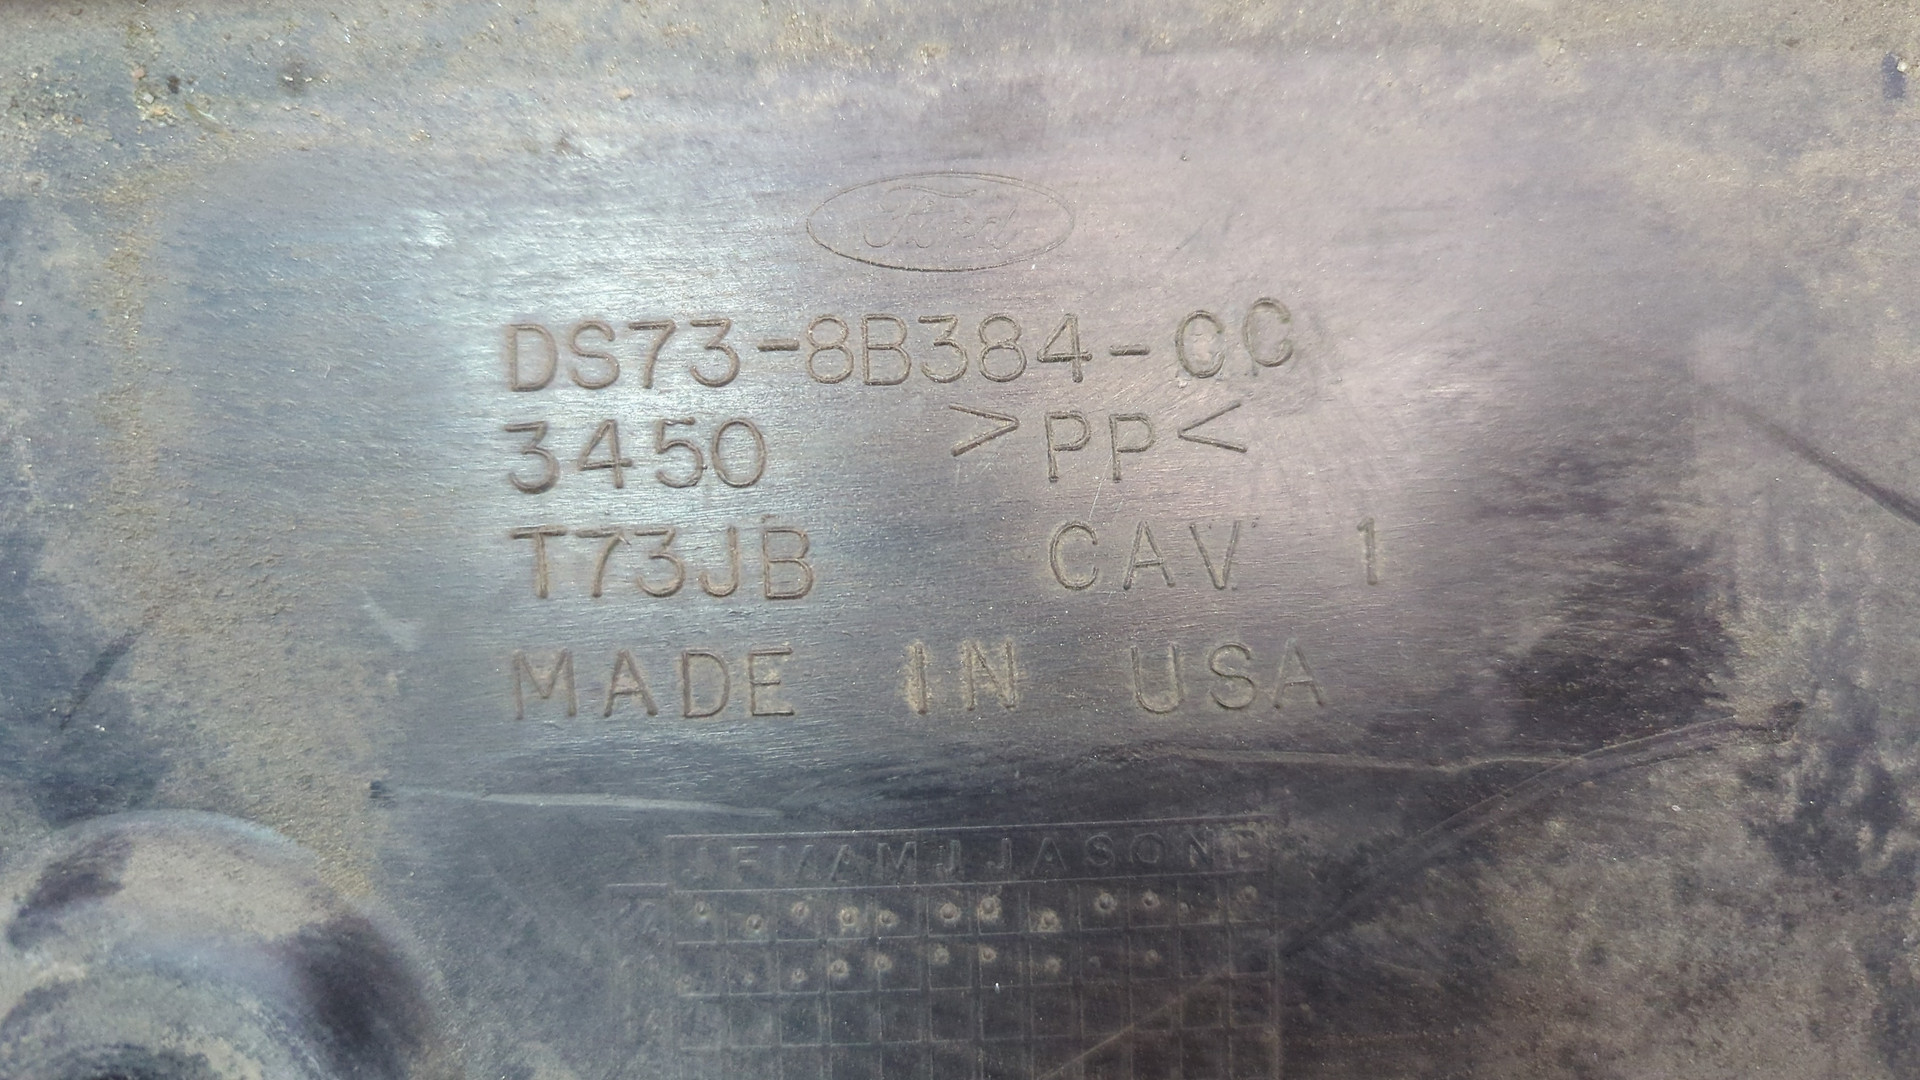 Ford
DS73-8B384-CC
3450 >PP<
T73JB CAV 1
MADE IN USA
JFMAMJJASOND